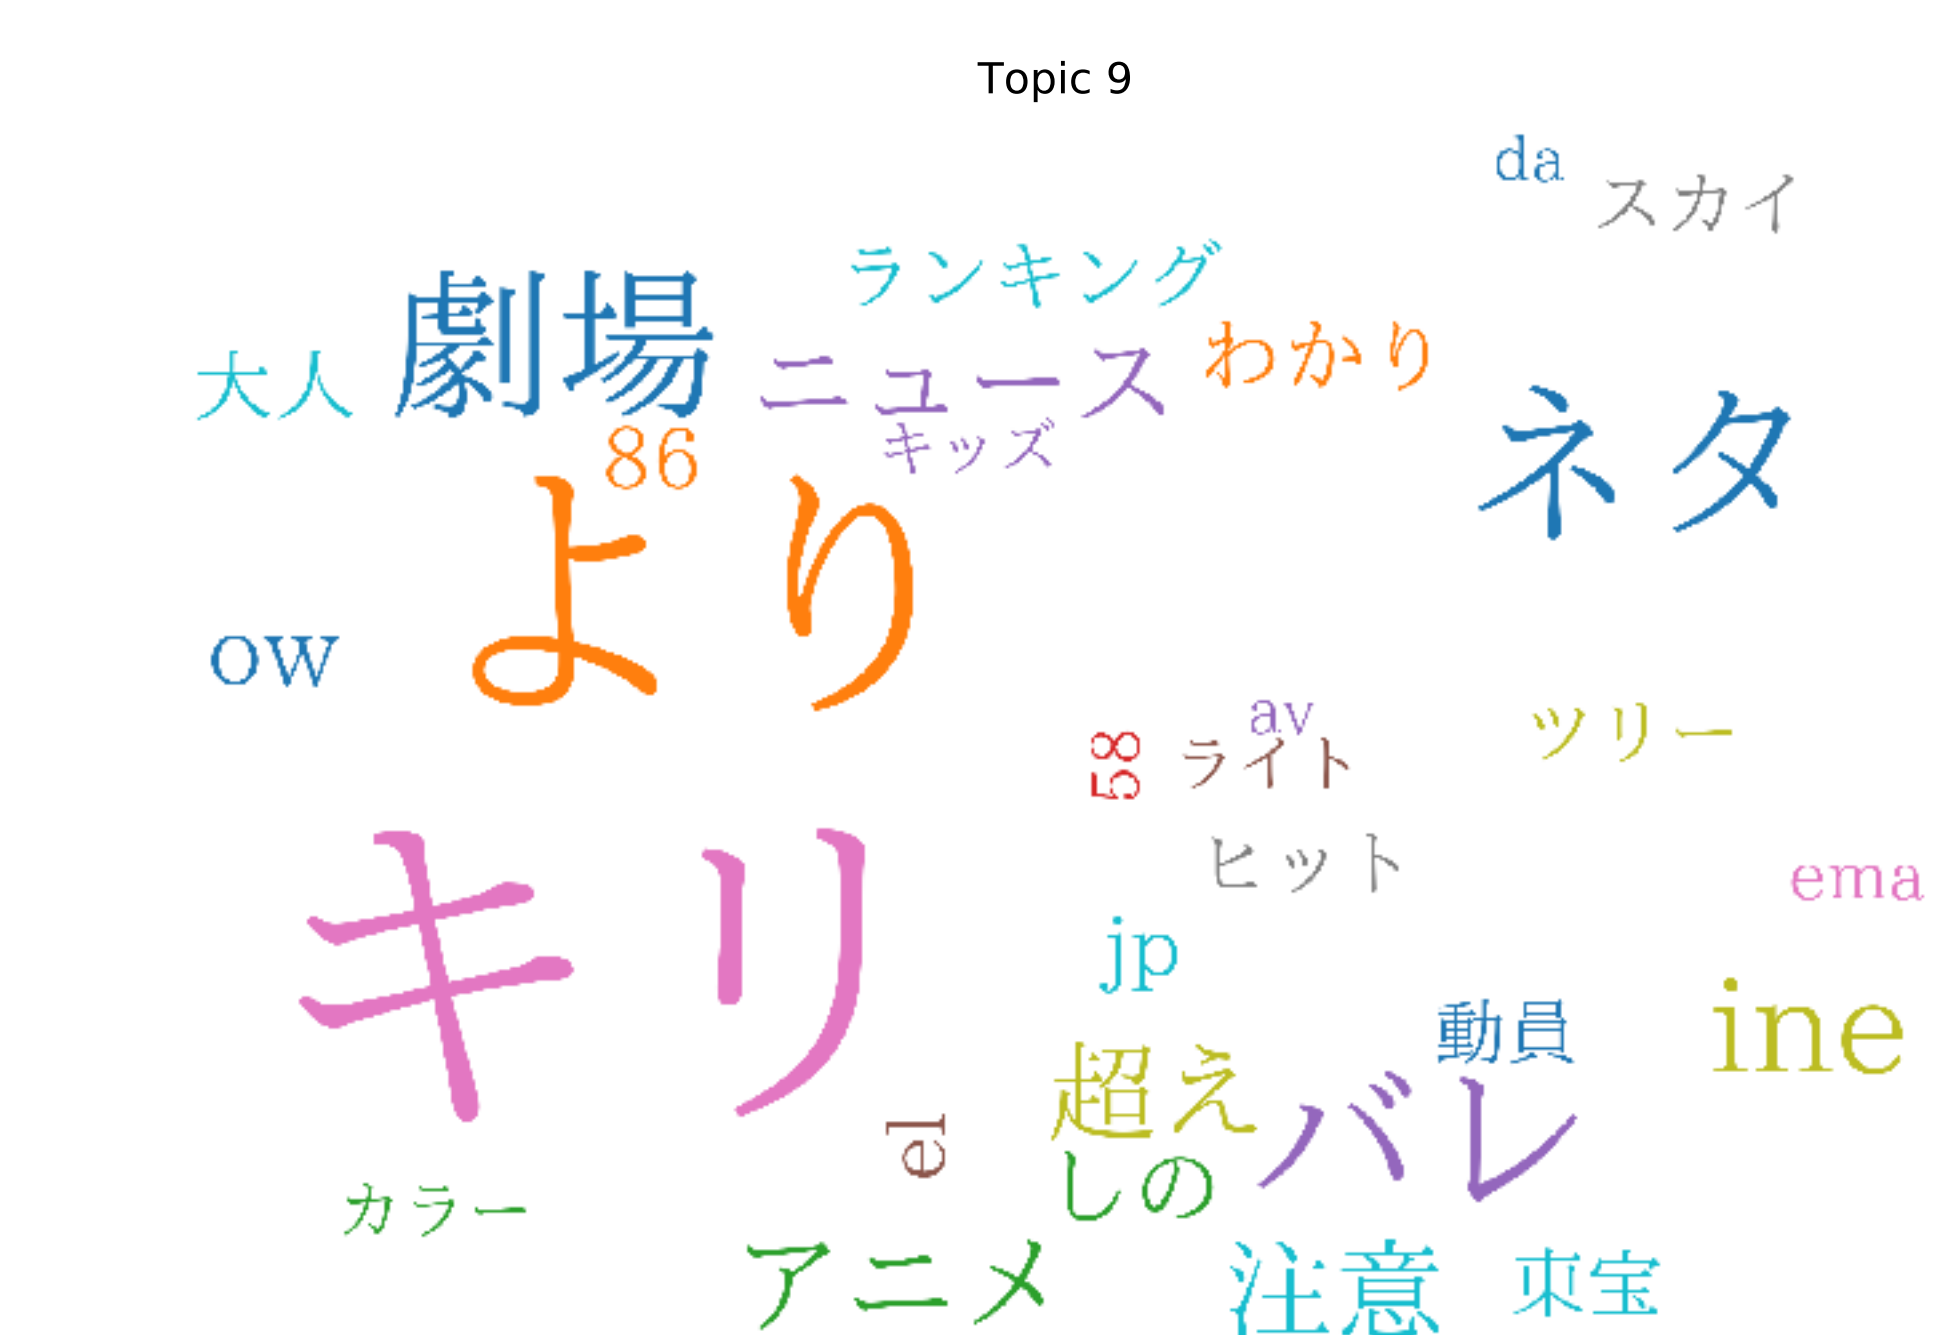 Topic 9
da
スカイ
ランキング
劇場
大人
ニュース
わかり
キッズ
86
ネタ
より
ow
av
58
ライト
ツリー
ヒット
ema
キリ
jp
ine
動員
超え
バレ
el
しの
カラー
アニメ
注意
東宝